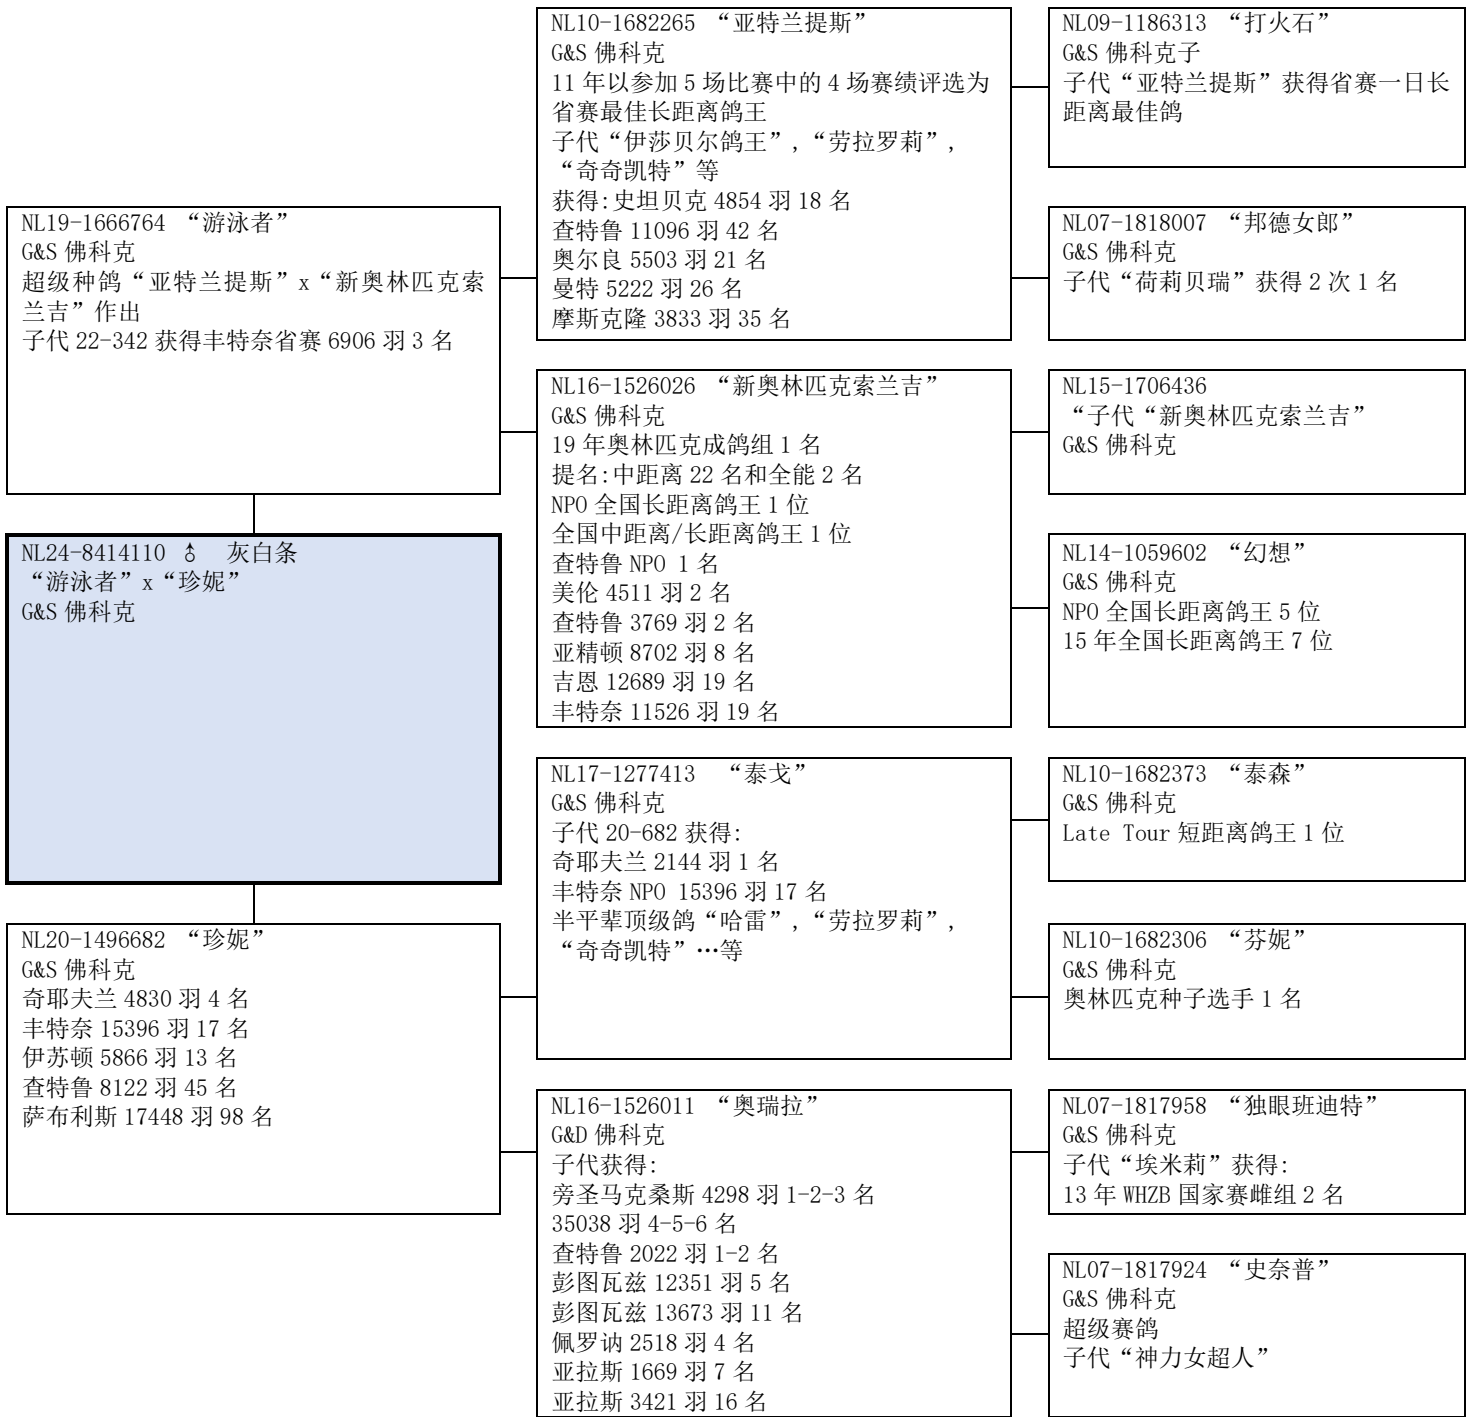 NL19-1666764 “游泳者”
G&S 佛科克
超级种鸽“亚特兰提斯”x“新奥林匹克索
兰吉”作出
子代 22-342 获得丰特奈省赛 6906 羽 3 名
NL24-8414110 ♂ 灰白条
“游泳者”x“珍妮”
G&S 佛科克
NL20-1496682 “珍妮”
G&S 佛科克
奇耶夫兰 4830 羽 4 名
丰特奈 15396 羽 17 名
伊苏顿 5866 羽 13 名
查特鲁 8122 羽 45 名
萨布利斯 17448 羽 98 名
NL10-1682265 “亚特兰提斯”
G&S 佛科克
11 年以参加 5 场比赛中的 4 场赛绩评选为
省赛最佳长距离鸽王
子代“伊莎贝尔鸽王”, “劳拉罗莉”,
“奇奇凯特”等
获得:史坦贝克 4854 羽 18 名
查特鲁 11096 羽 42 名
奥尔良 5503 羽 21 名
曼特 5222 羽 26 名
摩斯克隆 3833 羽 35 名
NL16-1526026 “新奥林匹克索兰吉”
G&S 佛科克
19 年奥林匹克成鸽组 1 名
提名:中距离 22 名和全能 2 名
NPO 全国长距离鸽王 1 位
全国中距离/长距离鸽王 1 位
查特鲁 NPO 1 名
美伦 4511 羽 2 名
查特鲁 3769 羽 2 名
亚精顿 8702 羽 8 名
吉恩 12689 羽 19 名
丰特奈 11526 羽 19 名
NL17-1277413 “泰戈”
G&S 佛科克
子代 20-682 获得:
奇耶夫兰 2144 羽 1 名
丰特奈 NPO 15396 羽 17 名
半平辈顶级鸽“哈雷”, “劳拉罗莉”,
“奇奇凯特”…等
NL16-1526011 “奥瑞拉”
G&D 佛科克
子代获得:
旁圣马克桑斯 4298 羽 1-2-3 名
35038 羽 4-5-6 名
查特鲁 2022 羽 1-2 名
彭图瓦兹 12351 羽 5 名
彭图瓦兹 13673 羽 11 名
佩罗讷 2518 羽 4 名
亚拉斯 1669 羽 7 名
亚拉斯 3421 羽 16 名
NL09-1186313 “打火石”
G&S 佛科克子
子代“亚特兰提斯”获得省赛一日长
距离最佳鸽
NL07-1818007 “邦德女郎”
G&S 佛科克
子代“荷莉贝瑞”获得 2 次 1 名
NL15-1706436
“子代“新奥林匹克索兰吉”
G&S 佛科克
NL14-1059602 “幻想”
G&S 佛科克
NPO 全国长距离鸽王 5 位
15 年全国长距离鸽王 7 位
NL10-1682373 “泰森”
G&S 佛科克
Late Tour 短距离鸽王 1 位
NL10-1682306 “芬妮”
G&S 佛科克
奥林匹克种子选手 1 名
NL07-1817958 “独眼班迪特”
G&S 佛科克
子代“埃米莉”获得:
13 年 WHZB 国家赛雌组 2 名
NL07-1817924 “史奈普”
G&S 佛科克
超级赛鸽
子代“神力女超人”